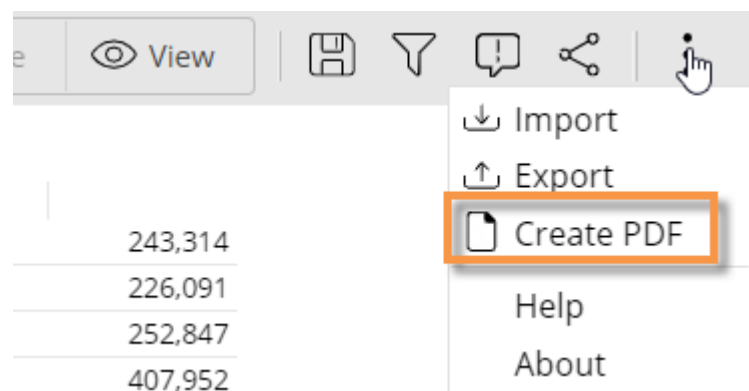 View
Import
Export
Create PDF
Help
About
243,314
226,091
252,847
407,952